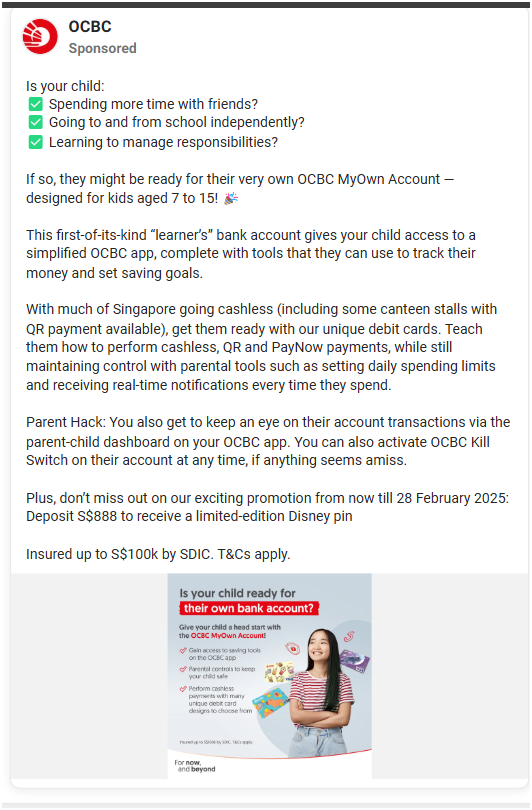 OCBC
Sponsored
Is your child:
✅ Spending more time with friends?
✅ Going to and from school independently?
✅ Learning to manage responsibilities?
If so, they might be ready for their very own OCBC MyOwn Account —
designed for kids aged 7 to 15! 🎉
This first-of-its-kind “learner’s” bank account gives your child access to a
simplified OCBC app, complete with tools that they can use to track their
money and set saving goals.
With much of Singapore going cashless (including some canteen stalls with
QR payment available), get them ready with our unique debit cards. Teach
them how to perform cashless, QR and PayNow payments, while still
maintaining control with parental tools such as setting daily spending limits
and receiving real-time notifications every time they spend.
Parent Hack: You also get to keep an eye on their account transactions via the
parent-child dashboard on your OCBC app. You can also activate OCBC Kill
Switch on their account at any time, if anything seems amiss.
Plus, don’t miss out on our exciting promotion from now till 28 February 2025:
Deposit S$888 to receive a limited-edition Disney pin
Insured up to S$100k by SDIC. T&Cs apply.
Is your child ready for
their own bank account?
Give your child a head start with
the OCBC MyOwn Account!
Gain access to saving tools
on the OCBC app
Parental controls to keep
your child safe
Perform cashless
payments with many
unique debit card
designs to choose from
Insured up to S$100k by SDIC. T&Cs apply.
For now,
and beyond